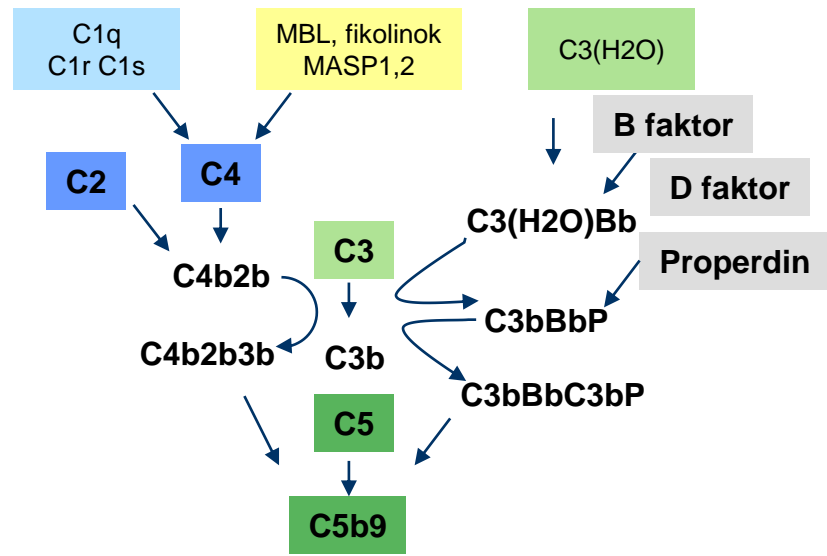 C1q
C1r C1s
MBL, fikolinok
MASP1,2
C3(H2O)
B faktor
C2
C4
D faktor
C3(H2O)Bb
C3
Properdin
C4b2b
C3bBbP
C4b2b3b
C3b
C3bBbC3bP
C5
C5b9